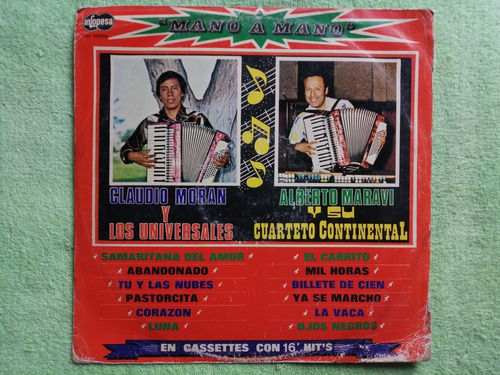 infopesa
"MANO A MANO"
CLAUDIO MORAN
Y
LOS UNIVERSALES
ALBERTO MARAVI
Y SU
CUARTETO CONTINENTAL
SAMARITANA DEL AMOR
ABANDONADO
TU Y LAS NUBES
PASTORCITA
CORAZON
LUNA
EL CARRITO
MIL HORAS
BILLETE DE CIEN
YA SE MARCHO
LA VACA
OJOS NEGROS
EN CASSETTES CON 16' HIT'S